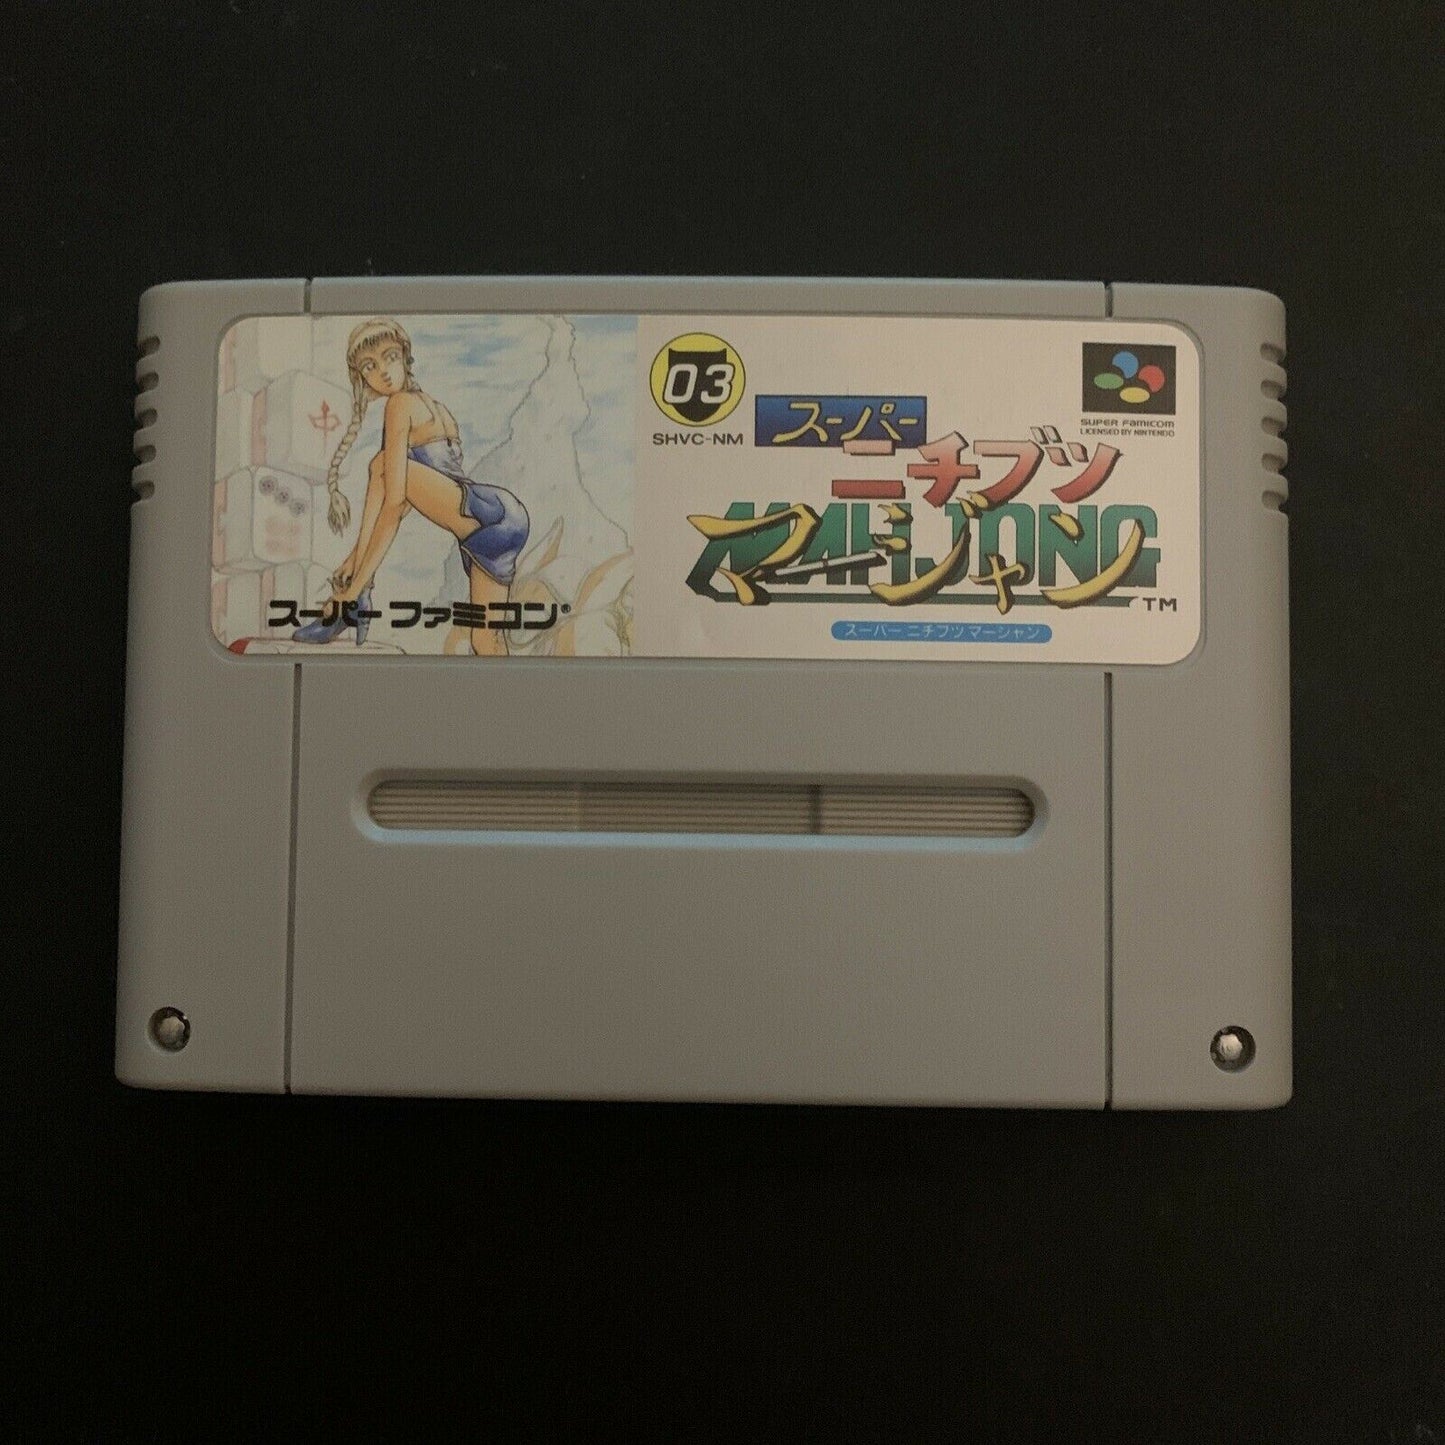 03
SHVC-NM
スーパー
ニチブツ
MAHJONG
マージャン
TM
スーパー ニチブツ マージャン
SUPER FAMICOM
LICENSED BY NINTENDO
スーパーファミコン®
中